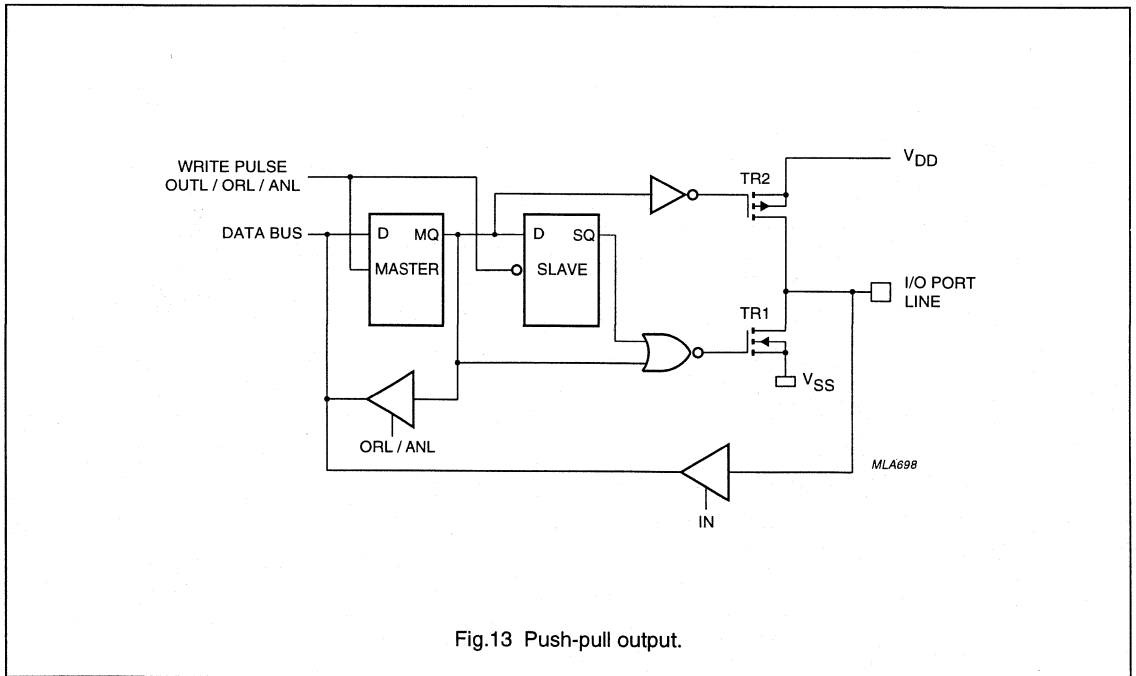 WRITE PULSE
OUTL / ORL / ANL
DATA BUS
D MQ
MASTER
D SQ
SLAVE
TR2
VDD
I/O PORT
LINE
TR1
VSS
ORL / ANL
IN
MLA698
Fig.13 Push-pull output.